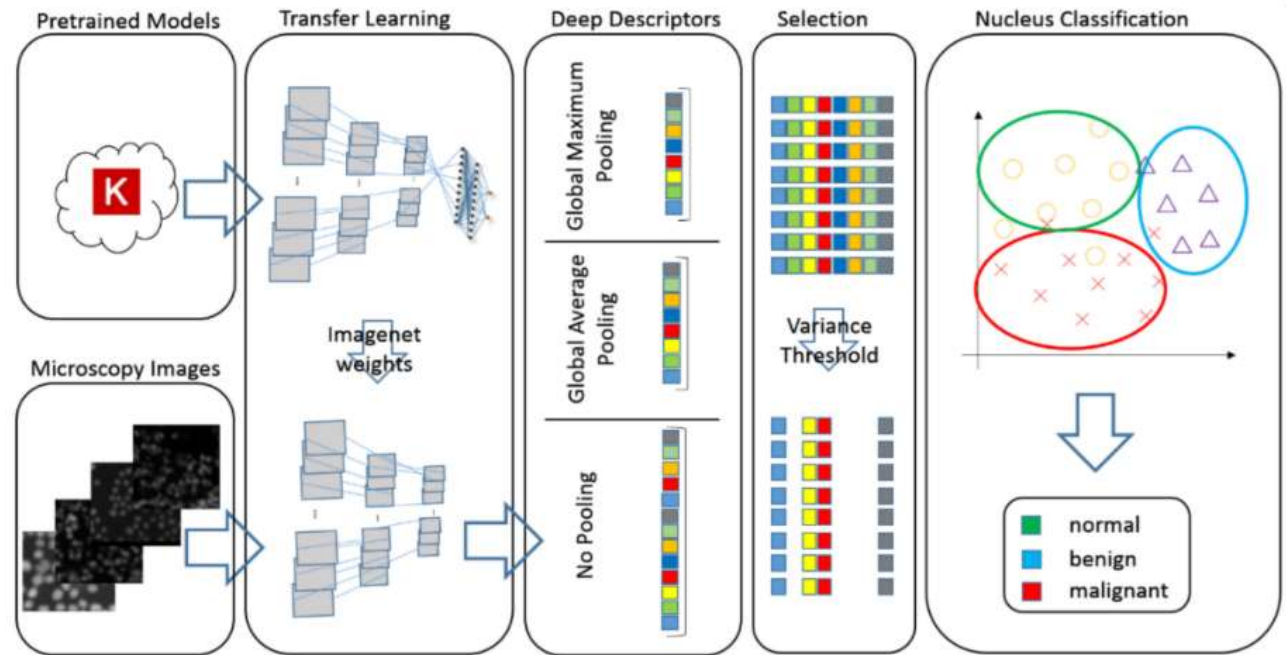 Pretrained Models
Transfer Learning
Deep Descriptors
Selection
Nucleus Classification
K
Imagenet
weights
Microscopy Images
Global Maximum
Pooling
Global Average
Pooling
No Pooling
Variance
Threshold
normal
benign
malignant